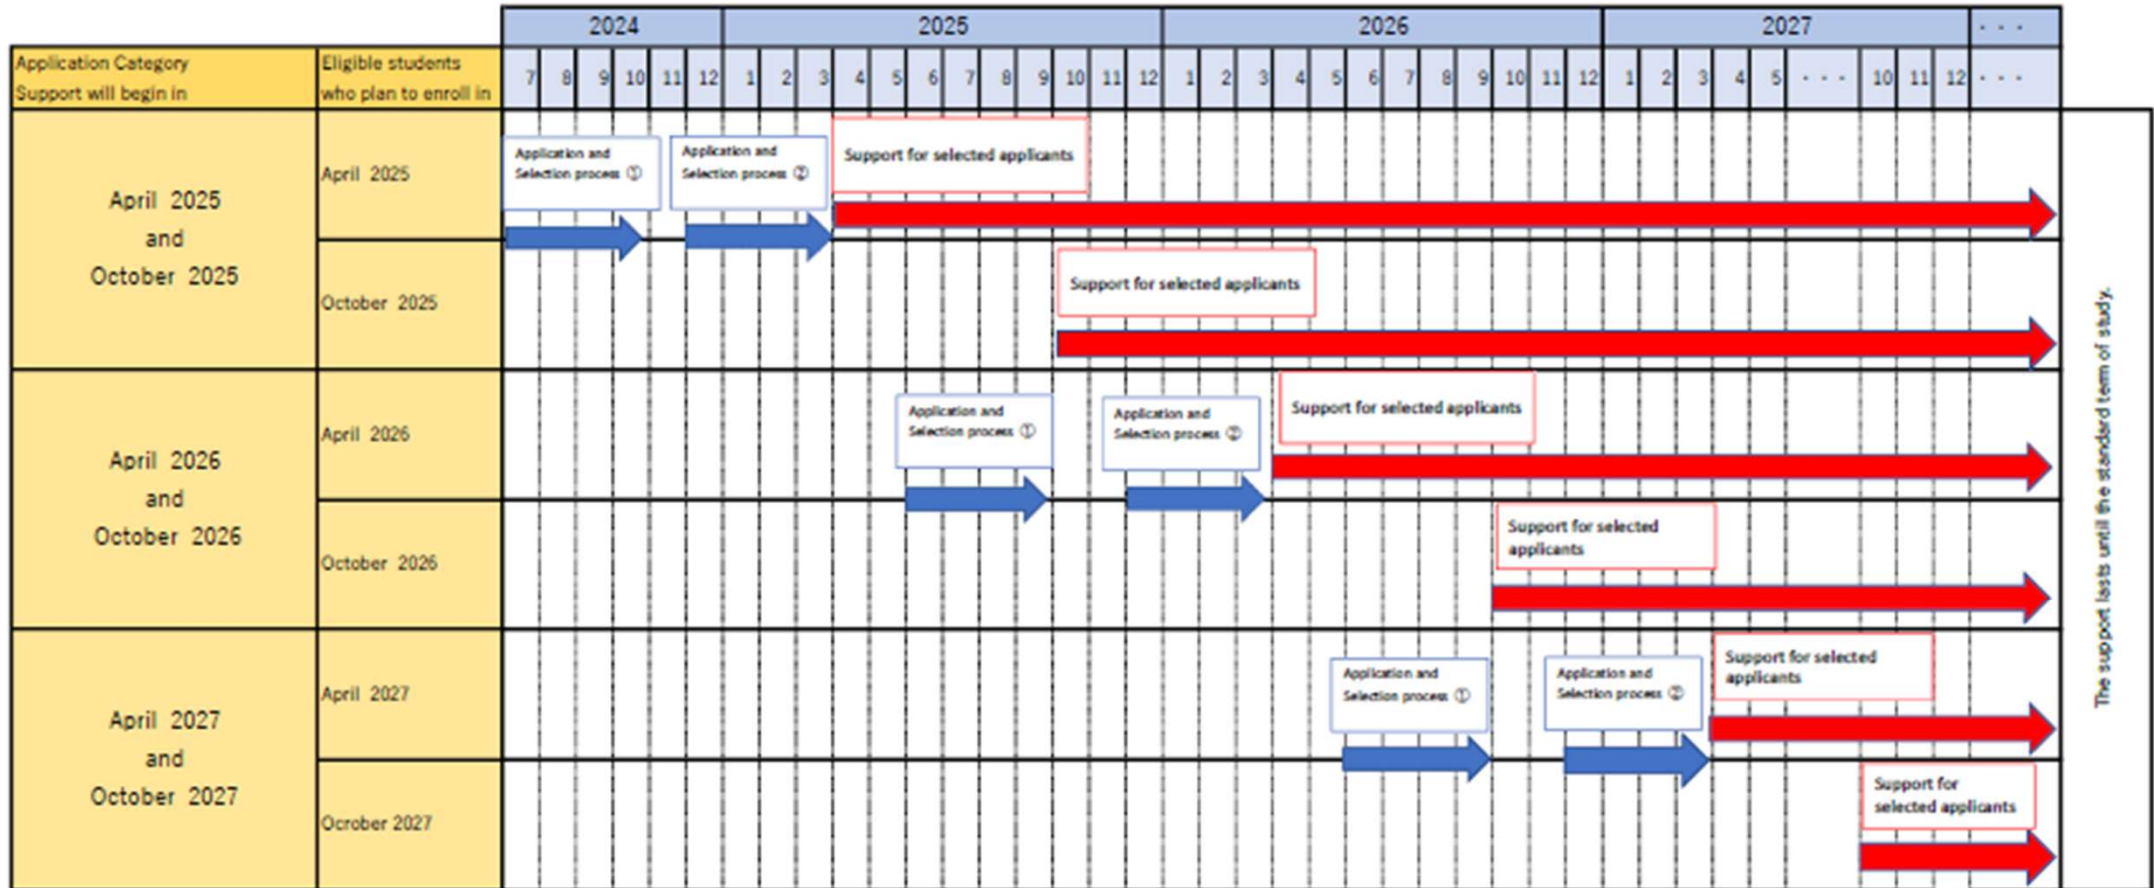 2024 2025 2026 2027 ・・・
Application Category
Support will begin in
Eligible students
who plan to enroll in
7 8 9 10 11 12 1 2 3 4 5 6 7 8 9 10 11 12 1 2 3 4 5 6 7 8 9 10 11 12 1 2 3 4 5 ・・・ 10 11 12 ・・・
April 2025
and
October 2025
April 2025
Application and
Selection process ①
Application and
Selection process ②
Support for selected applicants
October 2025
Support for selected applicants
April 2026
and
October 2026
April 2026
Application and
Selection process ①
Application and
Selection process ②
Support for selected applicants
October 2026
Support for selected
applicants
April 2027
and
October 2027
April 2027
Application and
Selection process ①
Application and
Selection process ②
Support for selected
applicants
Ocrober 2027
Support for
selected applicants
The support lasts until the standard term of study.